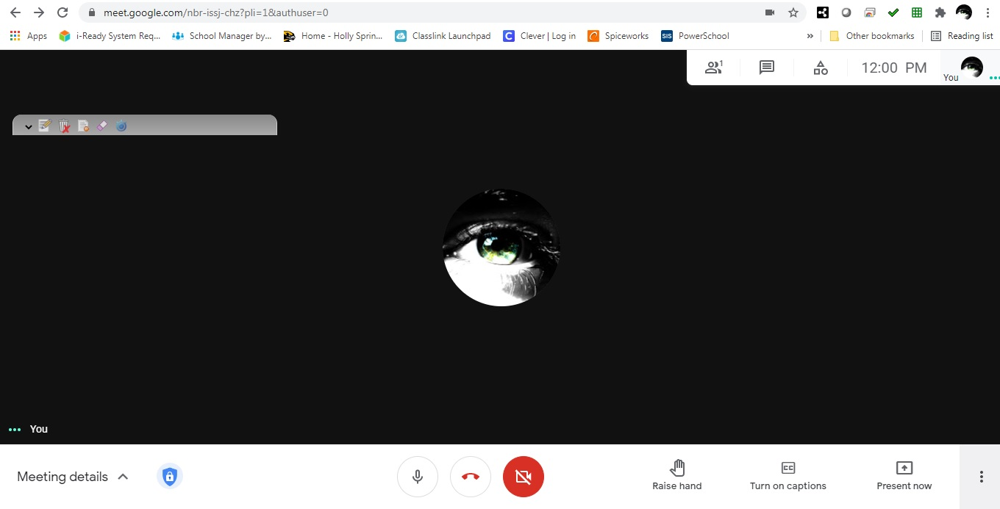 meet.google.com/nbr-issj-chz?pli=1&authuser=0
Apps i-Ready System Req... School Manager by... Home - Holly Sprin... Classlink Launchpad C Clever | Log in Spiceworks SIS PowerSchool » Other bookmarks Reading list
1 12:00 PM You
You
Meeting details CC
Raise hand Turn on captions Present now